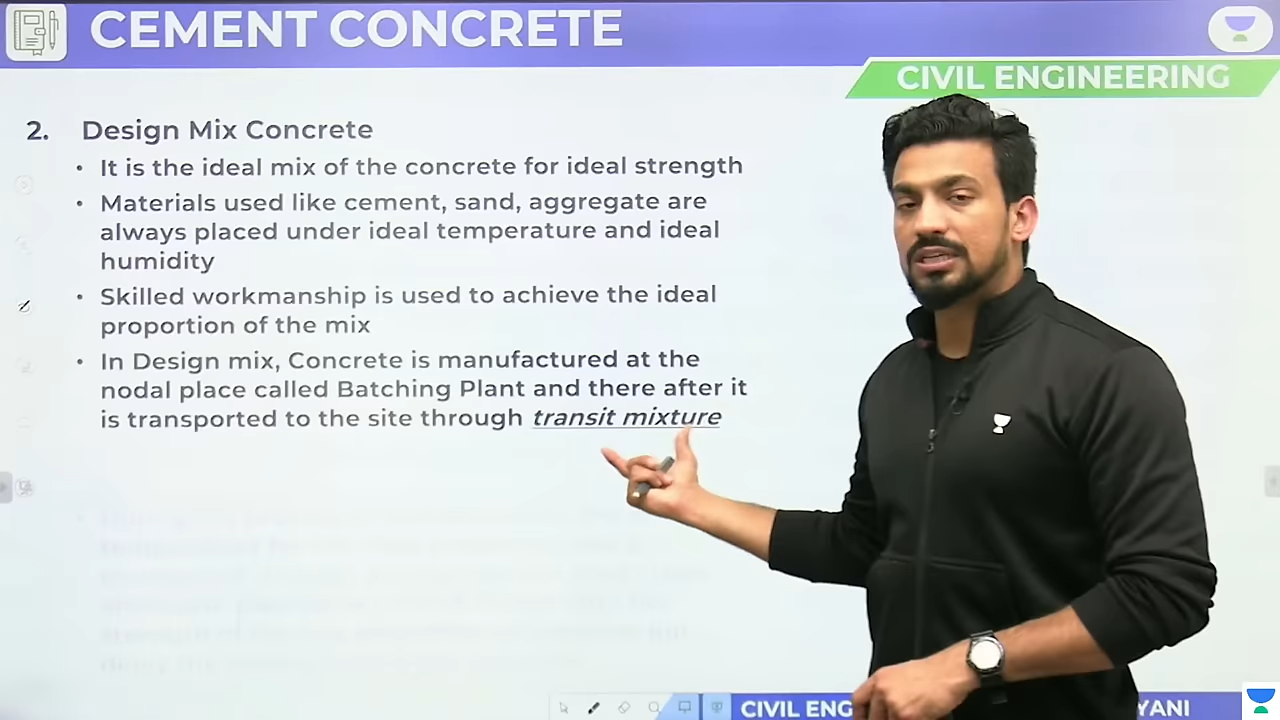 CEMENT CONCRETE
CIVIL ENGINEERING
2. Design Mix Concrete
• It is the ideal mix of the concrete for ideal strength
• Materials used like cement, sand, aggregate are
always placed under ideal temperature and ideal
humidity
• Skilled workmanship is used to achieve the ideal
proportion of the mix
• In Design mix, Concrete is manufactured at the
nodal place called Batching Plant and there after it
is transported to the site through transit mixture
CIVIL ENG
YANI